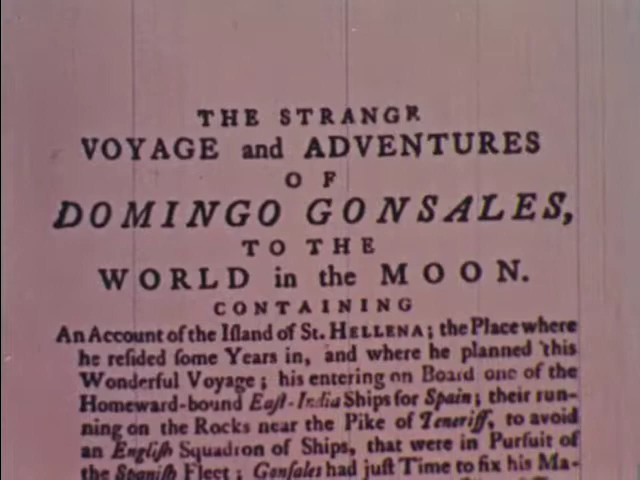 THE STRANGR
VOYAGE and ADVENTURES
OF
DOMINGO GONSALES,
TO THE
WORLD in the MOON.
CONTAINING
An Account of the Iſland of St. HELLENA; the Place where
he reſided ſome Years in, and where he planned this
Wonderful Voyage; his entering on Board one of the
Homeward-bound Eaſt-India Ships for Spain; their run-
ning on the Rocks near the Pike of Teneriff, to avoid
an Engliſh Squadron of Ships, that were in Purſuit of
the Spaniſh Fleet; Gonſales had juſt Time to fix his Ma-